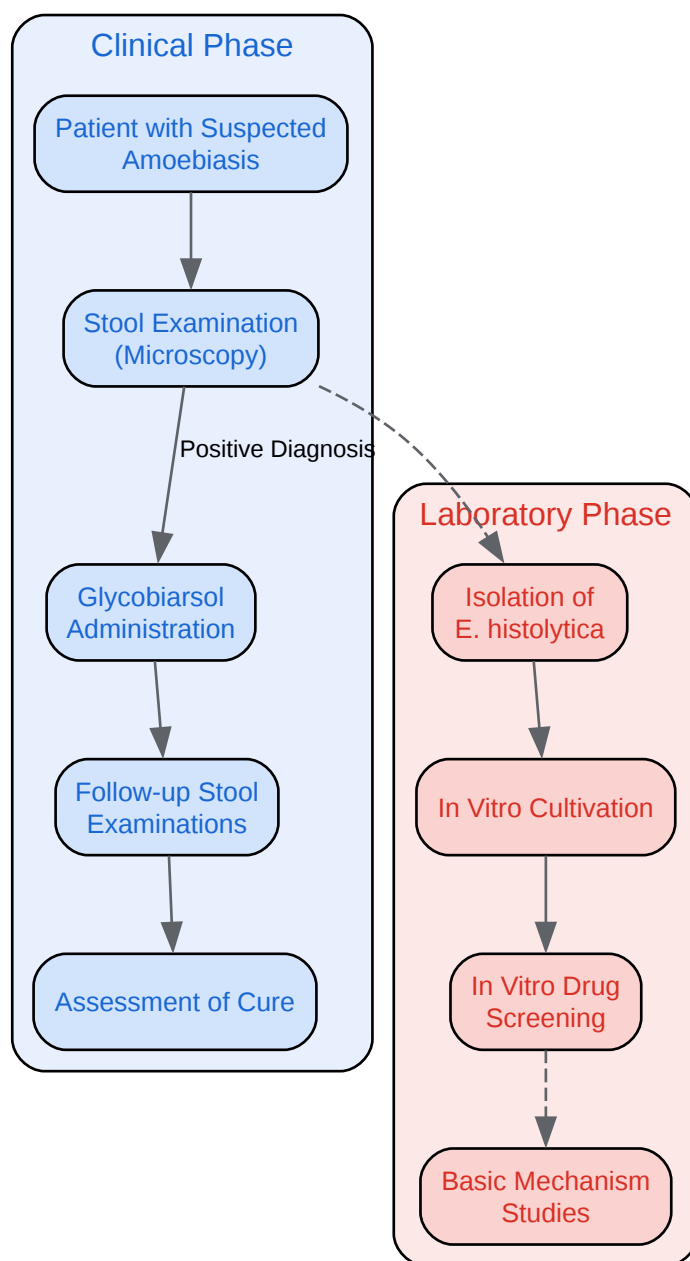 Clinical Phase
Patient with Suspected
Amoebiasis
Stool Examination
(Microscopy)
Positive Diagnosis
Glycobiarsol
Administration
Follow-up Stool
Examinations
Assessment of Cure
Laboratory Phase
Isolation of
E. histolytica
In Vitro Cultivation
In Vitro Drug
Screening
Basic Mechanism
Studies